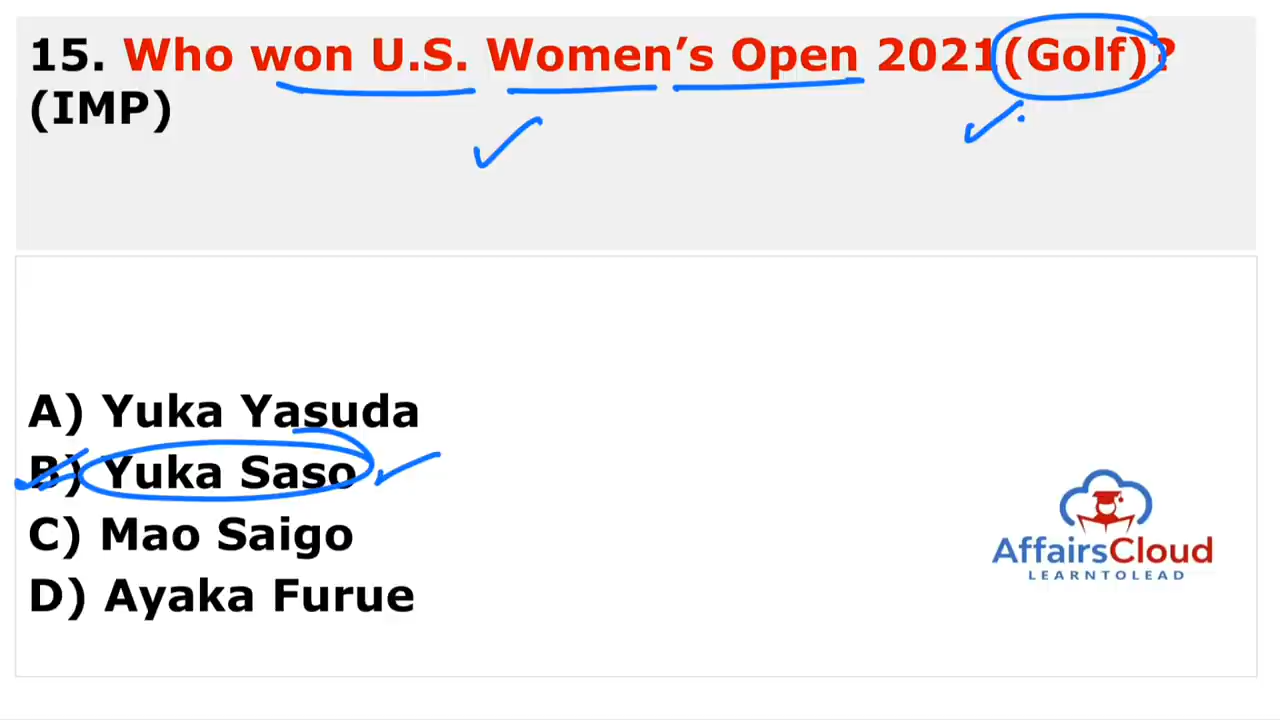 15. Who won U.S. Women’s Open 2021(Golf)?
(IMP)
A) Yuka Yasuda
B) Yuka Saso
C) Mao Saigo
D) Ayaka Furue
AffairsCloud
LEARNTOLEAD